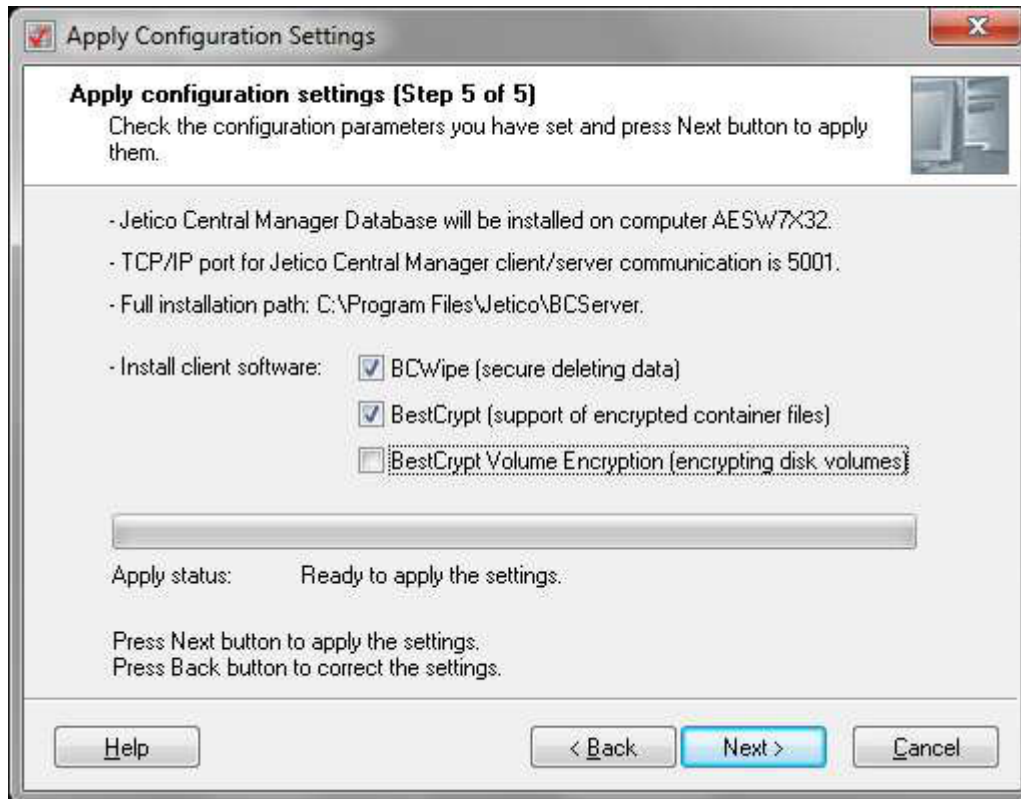 Apply Configuration Settings
Apply configuration settings (Step 5 of 5)
Check the configuration parameters you have set and press Next button to apply
them.
- Jetico Central Manager Database will be installed on computer AESW7X32.
- TCP/IP port for Jetico Central Manager client/server communication is 5001.
- Full installation path: C:\Program Files\Jetico\BCServer.
- Install client software:
BCWipe (secure deleting data)
BestCrypt (support of encrypted container files)
BestCrypt Volume Encryption (encrypting disk volumes)
Apply status: Ready to apply the settings.
Press Next button to apply the settings.
Press Back button to correct the settings.
Help < Back Next > Cancel